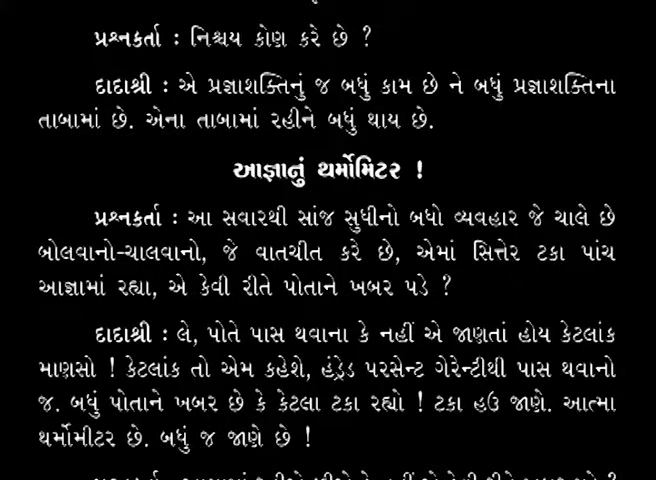 પ્રશ્નકર્તા : નિશ્ચય કોણ કરે છે ?
દાદાશ્રી : એ પ્રજ્ઞાશક્તિનું જ બધું કામ છે ને બધું પ્રજ્ઞાશક્તિના
તાબામાં છે. એના તાબામાં રહીને બધું થાય છે.
આજ્ઞાનું થર્મોમિટર !
પ્રશ્નકર્તા : આ સવારથી સાંજ સુધીનો બધો વ્યવહાર જે ચાલે છે
બોલવાનો-ચાલવાનો, જે વાતચીત કરે છે, એમાં સિત્તેર ટકા પાંચ
આજ્ઞામાં રહ્યા, એ કેવી રીતે પોતાને ખબર પડે ?
દાદાશ્રી : લે, પોતે પાસ થવાના કે નહીં એ જાણતાં હોય કેટલાંક
માણસો ! કેટલાંક તો એમ કહેશે, હંડ્રેડ પરસેન્ટ ગેરેન્ટીથી પાસ થવાનો
જ. બધું પોતાને ખબર છે કે કેટલા ટકા રહ્યો ! ટકા હઉ જાણે. આત્મા
થર્મોમીટર છે. બધું જ જાણે છે !